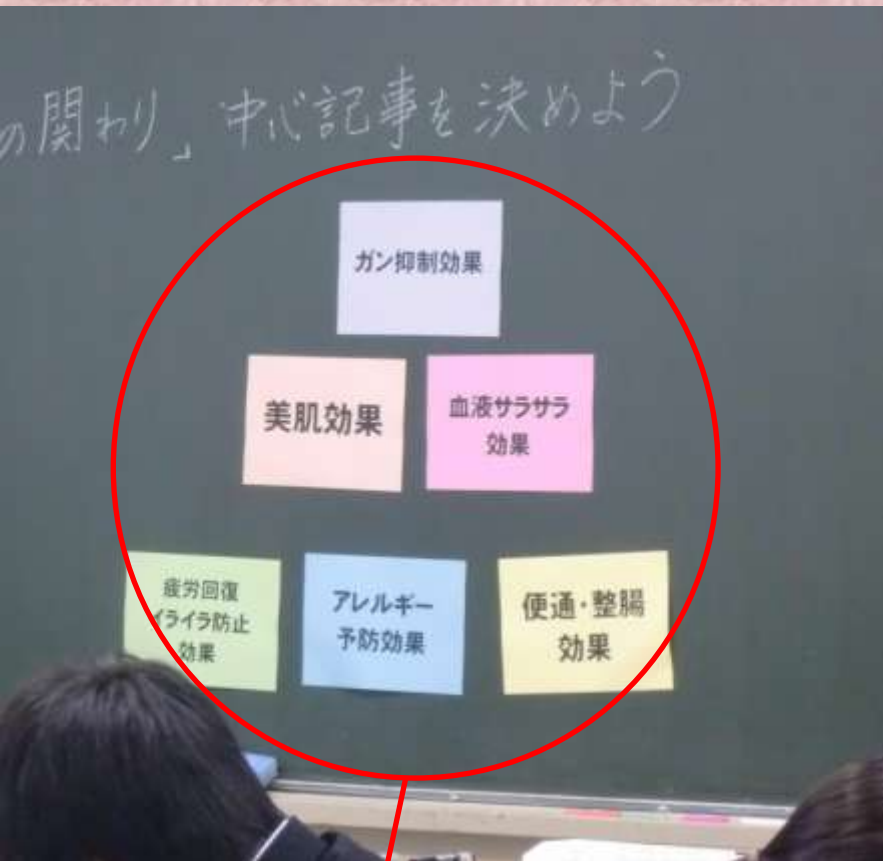 の関わり」中心記事を決めよう
ガン抑制効果
美肌効果
血液サラサラ
効果
疲労回復
イライラ防止
効果
アレルギー
予防効果
便通・整腸
効果